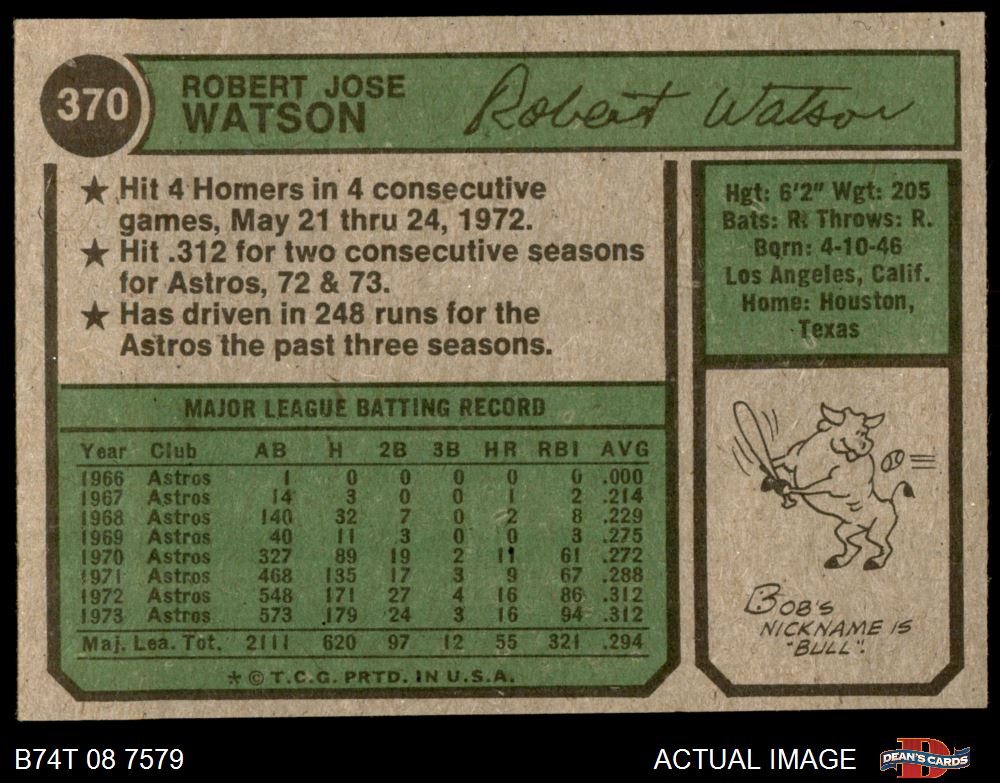 370
ROBERT JOSE
WATSON
Robert Watson
★ Hit 4 Homers in 4 consecutive
games, May 21 thru 24, 1972.
★ Hit .312 for two consecutive seasons
for Astros, 72 & 73.
★ Has driven in 248 runs for the
Astros the past three seasons.
Hgt: 6'2" Wgt: 205
Bats: R. Throws: R.
Born: 4-10-46
Los Angeles, Calif.
Home: Houston,
Texas
MAJOR LEAGUE BATTING RECORD
Year Club AB H 2B 3B HR RBI AVG
1966 Astros 1 0 0 0 0 0 .000
1967 Astros 14 3 0 0 1 2 .214
1968 Astros 140 32 7 0 2 8 .229
1969 Astros 40 11 3 0 0 3 .275
1970 Astros 327 89 19 2 11 61 .272
1971 Astros 468 135 17 3 9 67 .288
1972 Astros 548 171 27 4 16 86 .312
1973 Astros 573 179 24 3 16 94 .312
Maj. Lea. Tot. 2111 620 97 12 55 321 .294
* © T.C.G. PRTD. IN U.S.A.
BOB'S
NICKNAME IS
"BULL".
B74T 08 7579
ACTUAL IMAGE
DEAN'S CARDS